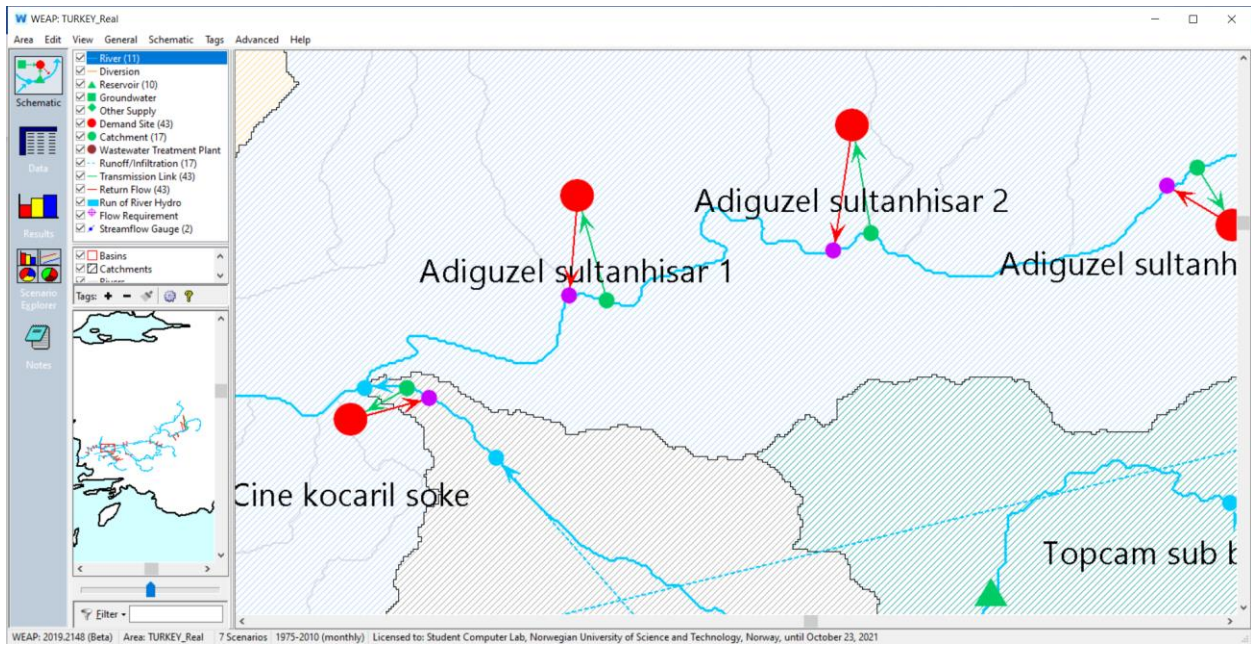 WEAP: TURKEY_Real
Area Edit View General Schematic Tags Advanced Help
Schematic
Data
Results
Scenario Explorer
Notes
River (11)
Diversion
Reservoir (10)
Groundwater
Other Supply
Demand Site (43)
Catchment (17)
Wastewater Treatment Plant
Runoff/Infiltration (17)
Transmission Link (43)
Return Flow (43)
Run of River Hydro
Flow Requirement
Streamflow Gauge (2)
Basins
Catchments
Rivers
Tags:
Filter
Adiguzel sultanhisar 2
Adiguzel sultanhisar 1
Adiguzel sultanh
Cine kocaril soke
Topcam sub b
WEAP: 2019.2148 (Beta) Area: TURKEY_Real 7 Scenarios 1975-2010 (monthly) Licensed to: Student Computer Lab, Norwegian University of Science and Technology, Norway, until October 23, 2021